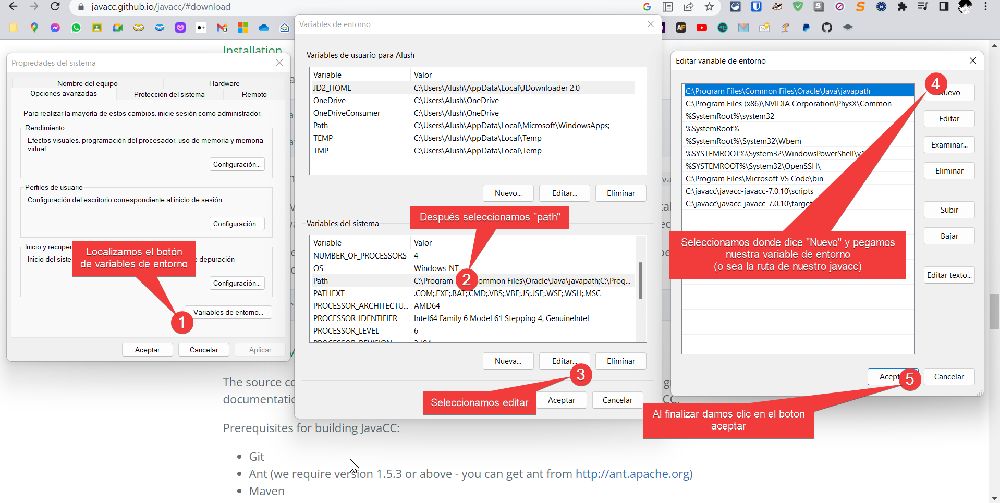 javacc.github.io/javacc/#download
Installation
Propiedades del sistema
Nombre del equipo
Hardware
Opciones avanzadas
Protección del sistema
Remoto
Para realizar la mayoría de estos cambios, inicie sesión como administrador.
Rendimiento
Efectos visuales, programación del procesador, uso de memoria y memoria
virtual
Configuración...
Perfiles de usuario
Configuración del escritorio correspondiente al inicio de sesión
Configuración...
Inicio y recuper
Inicio del sister
e depuración
Localizamos el botón
de variables de entorno
Configuración...
Variables de entorno...
1
Aceptar
Cancelar
Aplicar
Variables de entorno
Variables de usuario para Alush
Variable Valor
JD2_HOME C:\Users\Alush\AppData\Local\JDownloader 2.0
OneDrive C:\Users\Alush\OneDrive
OneDriveConsumer C:\Users\Alush\OneDrive
Path C:\Users\Alush\AppData\Local\Microsoft\WindowsApps;
TEMP C:\Users\Alush\AppData\Local\Temp
TMP C:\Users\Alush\AppData\Local\Temp
Nuevo...
Editar...
Eliminar
Después seleccionamos "path"
Variables del sistema
Variable Valor
NUMBER_OF_PROCESSORS 4
OS Windows_NT
2
Path C:\Program ommon Files\Oracle\Java\javapath;C:\Prog...
PATHEXT .COM;.EXE;.BAT;.CMD;.VBS;.VBE;.JS;.JSE;.WSF;.WSH;.MSC
PROCESSOR_ARCHITECTU... AMD64
PROCESSOR_IDENTIFIER Intel64 Family 6 Model 61 Stepping 4, GenuineIntel
PROCESSOR_LEVEL 6
Nueva...
Editar...
Eliminar
3
Seleccionamos editar
Aceptar
Cancelar
Editar variable de entorno
C:\Program Files\Common Files\Oracle\Java\javapath
C:\Program Files (x86)\NVIDIA Corporation\PhysX\Common
%SystemRoot%\system32
%SystemRoot%
%SystemRoot%\System32\Wbem
%SYSTEMROOT%\System32\WindowsPowerShell\v1
%SYSTEMROOT%\System32\OpenSSH\
C:\Program Files\Microsoft VS Code\bin
C:\javacc\javacc-javacc-7.0.10\scripts
C:\javacc\javacc-javacc-7.0.10\target
4
uevo
Editar
Examinar...
Eliminar
Subir
Bajar
Editar texto...
Seleccionamos donde dice "Nuevo" y pegamos
nuestra variable de entorno
(o sea la ruta de nuestro javacc)
Acept
5
Cancelar
Al finalizar damos clic en el boton
aceptar
The source co
documentatic
CC.
Prerequisites for building JavaCC:
Git
Ant (we require version 1.5.3 or above - you can get ant from http://ant.apache.org)
Maven